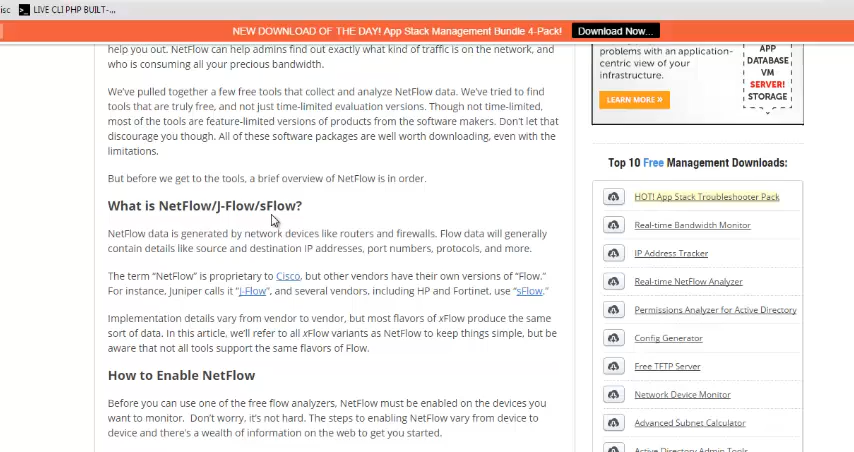 isc LIVE CLI PHP BUILT-...
NEW DOWNLOAD OF THE DAY! App Stack Management Bundle 4-Pack! Download Now...
help you out. NetFlow can help admins find out exactly what kind of traffic is on the network, and
who is consuming all your precious bandwidth.
We've pulled together a few free tools that collect and analyze NetFlow data. We've tried to find
tools that are truly free, and not just time-limited evaluation versions. Though not time-limited,
most of the tools are feature-limited versions of products from the software makers. Don't let that
discourage you though. All of these software packages are well worth downloading, even with the
limitations.
But before we get to the tools, a brief overview of NetFlow is in order.
What is NetFlow/J-Flow/sFlow?
NetFlow data is generated by network devices like routers and firewalls. Flow data will generally
contain details like source and destination IP addresses, port numbers, protocols, and more.
The term “NetFlow” is proprietary to Cisco, but other vendors have their own versions of “Flow.”
For instance, Juniper calls it “J-Flow”, and several vendors, including HP and Fortinet, use “sFlow.”
Implementation details vary from vendor to vendor, but most flavors of xFlow produce the same
sort of data. In this article, we'll refer to all xFlow variants as NetFlow to keep things simple, but be
aware that not all tools support the same flavors of Flow.
How to Enable NetFlow
Before you can use one of the free flow analyzers, NetFlow must be enabled on the devices you
want to monitor. Don't worry, it's not hard. The steps to enabling NetFlow vary from device to
device and there's a wealth of information on the web to get you started.
problems with an application-
centric view of your
infrastructure.
LEARN MORE »
APP
DATABASE
VM
SERVER!
STORAGE
Top 10 Free Management Downloads:
HOT! App Stack Troubleshooter Pack
Real-time Bandwidth Monitor
IP Address Tracker
Real-time NetFlow Analyzer
Permissions Analyzer for Active Directory
Config Generator
Free TFTP Server
Network Device Monitor
Advanced Subnet Calculator
Active Directory Admin Tools